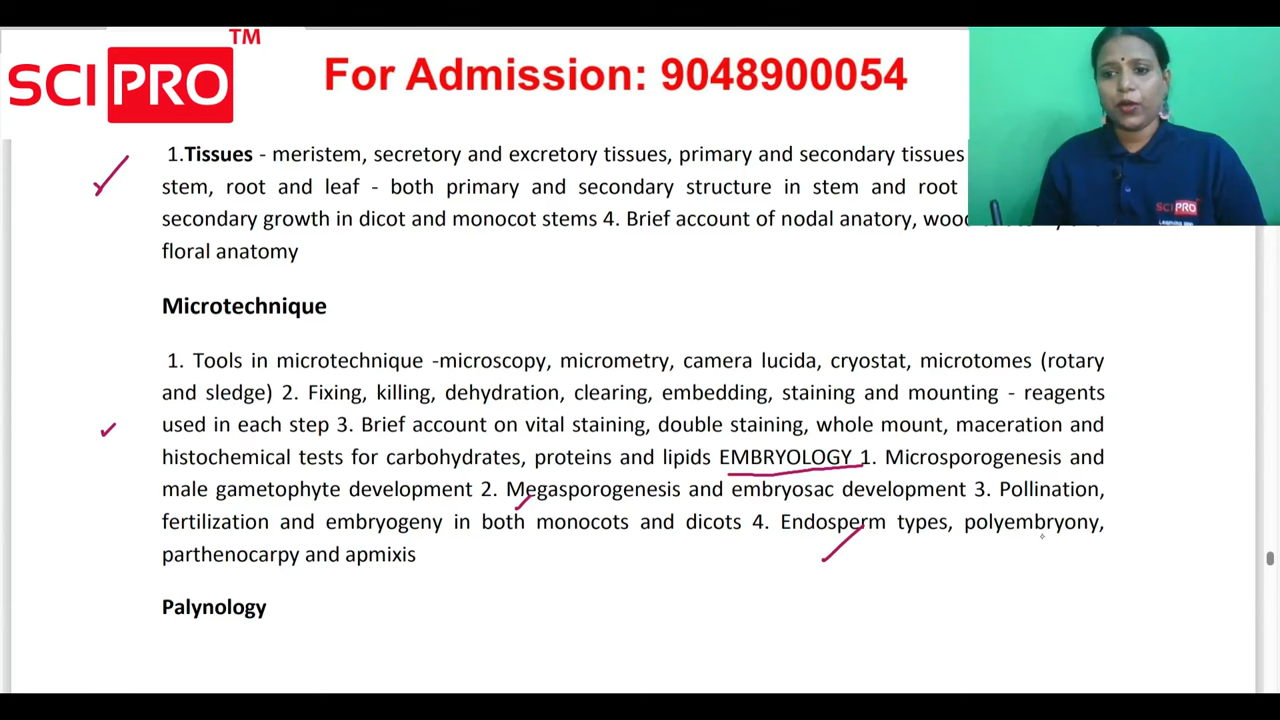 TM
SCI PRO
For Admission: 9048900054
1.Tissues - meristem, secretory and excretory tissues, primary and secondary tissues
stem, root and leaf - both primary and secondary structure in stem and root
secondary growth in dicot and monocot stems 4. Brief account of nodal anatory,
floral anatomy
Microtechnique
1. Tools in microtechnique -microscopy, micrometry, camera lucida, cryostat, microtomes (rotary
and sledge) 2. Fixing, killing, dehydration, clearing, embedding, staining and mounting - reagents
used in each step 3. Brief account on vital staining, double staining, whole mount, maceration and
histochemical tests for carbohydrates, proteins and lipids EMBRYOLOGY 1. Microsporogenesis and
male gametophyte development 2. Megasporogenesis and embryosac development 3. Pollination,
fertilization and embryogeny in both monocots and dicots 4. Endosperm types, polyembryony,
parthenocarpy and apmixis
Palynology
SCIPRO